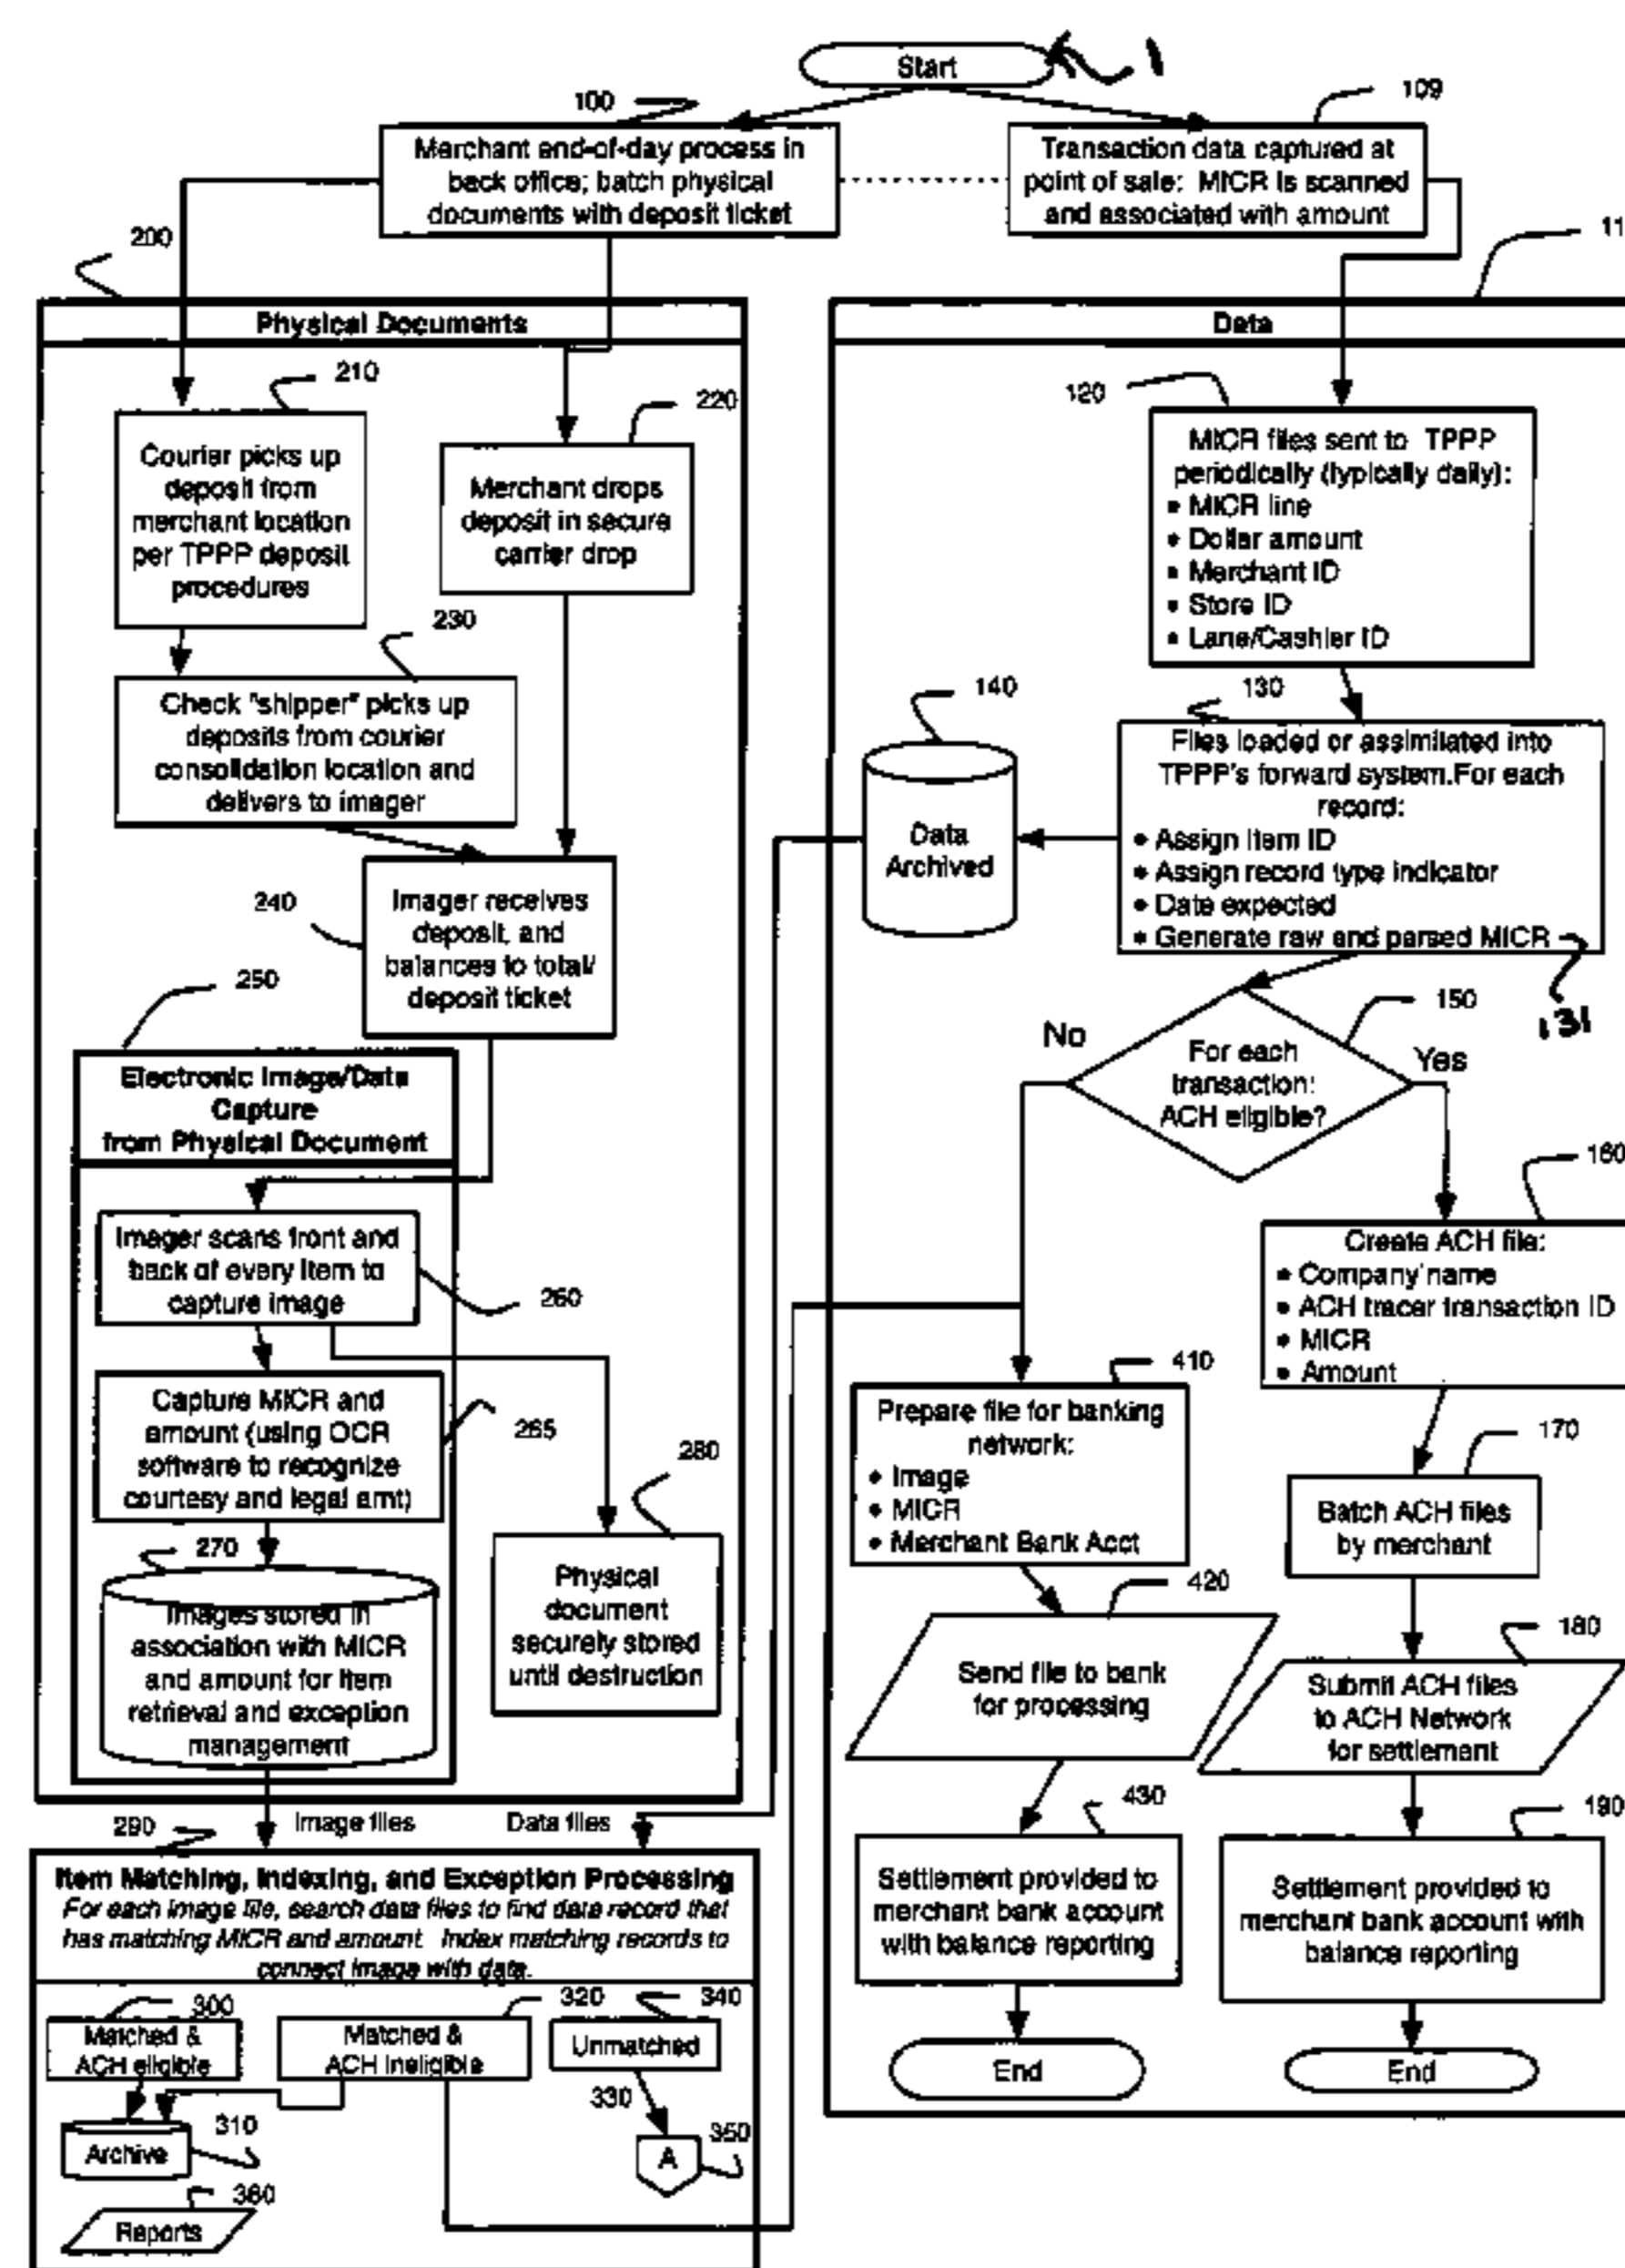 Start
1
100
Merchant end-of-day process in
back office; batch physical
documents with deposit ticket
109
Transaction data captured at
point of sale: MICR is scanned
and associated with amount
200
Physical Documents
210
Courier picks up
deposit from
merchant location
per TPPP deposit
procedures
220
Merchant drops
deposit in secure
carrier drop
230
Check "shipper" picks up
deposits from courier
consolidation location and
delivers to imager
240
Imager receives
deposit, and
balances to total/
deposit ticket
250
Electronic Image/Data
Capture
from Physical Document
Imager scans front and
back of every item to
capture image
260
Capture MICR and
amount (using OCR
software to recognize
courtesy and legal amt)
265
270
Images stored in
association with MICR
and amount for item
retrieval and exception
management
280
Physical
document
securely stored
until destruction
11
Data
120
MICR files sent to TPPP
periodically (typically daily):
• MICR line
• Dollar amount
• Merchant ID
• Store ID
• Lane/Cashier ID
130
Files loaded or assimilated into
TPPP's forward system.For each
record:
• Assign Item ID
• Assign record type indicator
• Date expected
• Generate raw and parsed MICR
131
140
Data
Archived
150
For each
transaction:
ACH eligible?
No
Yes
160
Create ACH file:
• Company name
• ACH tracer transaction ID
• MICR
• Amount
170
Batch ACH files
by merchant
180
Submit ACH files
to ACH Network
for settlement
190
Settlement provided to
merchant bank account with
balance reporting
End
410
Prepare file for banking
network:
• Image
• MICR
• Merchant Bank Acct
420
Send file to bank
for processing
430
Settlement provided to
merchant bank account
with balance reporting
End
290
Image files
Data files
Item Matching, Indexing, and Exception Processing
For each image file, search data files to find data record that
has matching MICR and amount. Index matching records to
connect image with data.
300
Matched &
ACH eligible
320
Matched &
ACH Ineligible
340
Unmatched
330
310
Archive
A
350
360
Reports